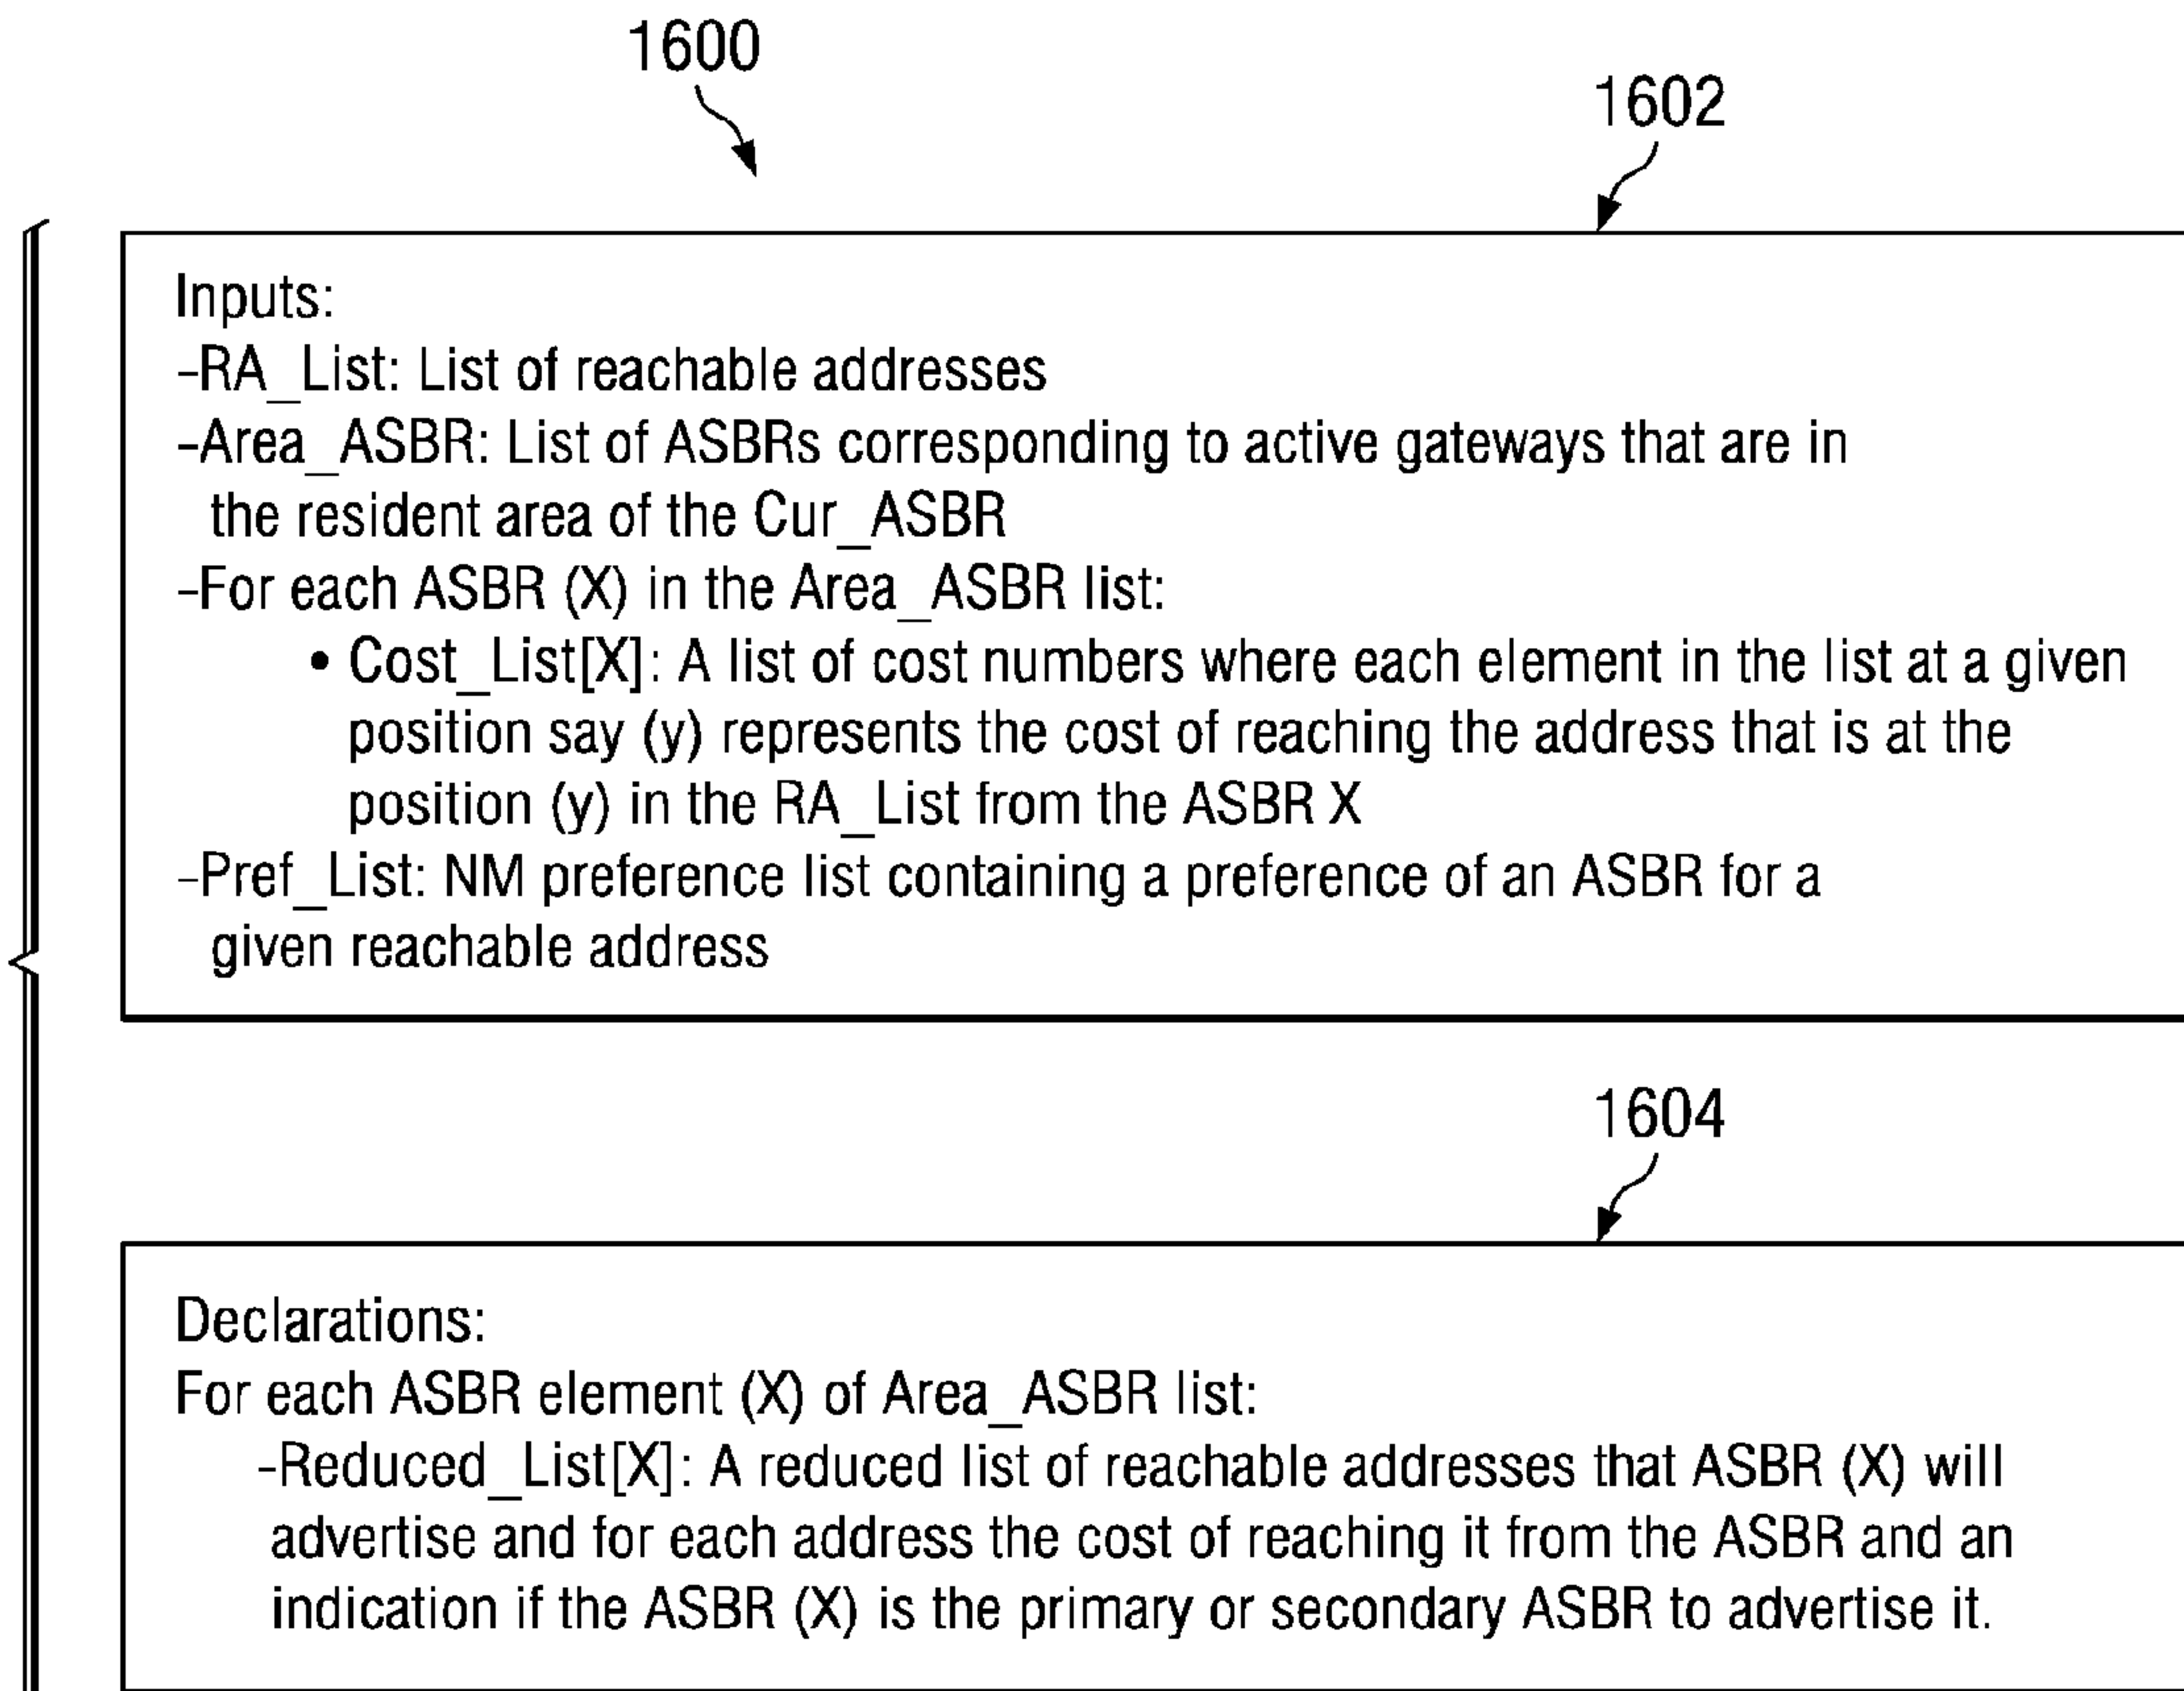 1600
1602
Inputs:
-RA_List: List of reachable addresses
-Area_ASBR: List of ASBRs corresponding to active gateways that are in
the resident area of the Cur_ASBR
-For each ASBR (X) in the Area_ASBR list:
• Cost_List[X]: A list of cost numbers where each element in the list at a given
position say (y) represents the cost of reaching the address that is at the
position (y) in the RA_List from the ASBR X
-Pref_List: NM preference list containing a preference of an ASBR for a
given reachable address
1604
Declarations:
For each ASBR element (X) of Area_ASBR list:
-Reduced_List[X]: A reduced list of reachable addresses that ASBR (X) will
advertise and for each address the cost of reaching it from the ASBR and an
indication if the ASBR (X) is the primary or secondary ASBR to advertise it.